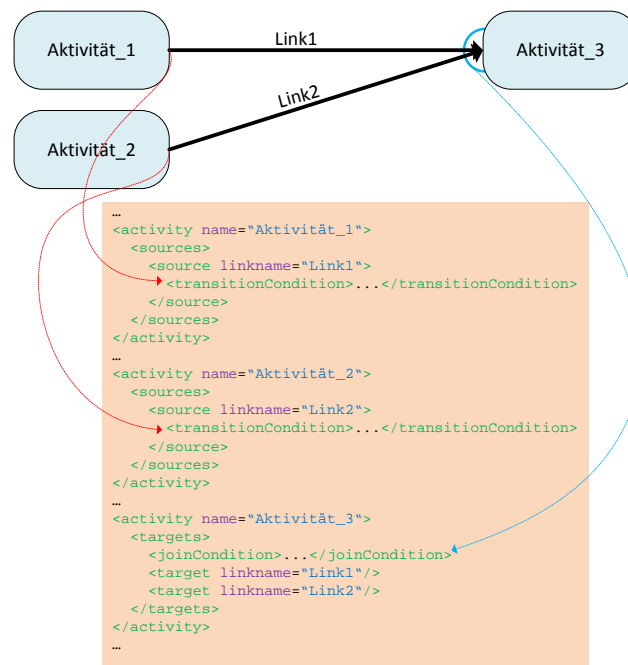 Aktivität_1
Link1
Aktivität_3
Link2
Aktivität_2
…
<activity name=“Aktivität_1“>
<sources>
<source linkname=“Link1“>
<transitionCondition>...</transitionCondition>
</source>
</sources>
</activity>
…
<activity name=“Aktivität_2“>
<sources>
<source linkname=“Link2“>
<transitionCondition>...</transitionCondition>
</source>
</sources>
</activity>
…
<activity name=“Aktivität_3“>
<targets>
<joinCondition>...</joinCondition>
<target linkname=“Link1“/>
<target linkname=“Link2“/>
</targets>
</activity>
…